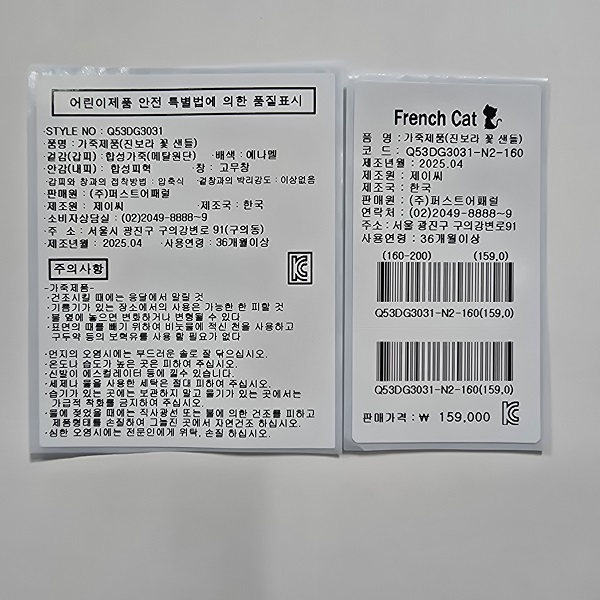 어린이제품 안전 특별법에 의한 품질표시
·STYLE NO : Q53DG3031
·품명 : 가죽제품(진보라 꽃 샌들)
·겉감(갑피) : 합성가죽(메탈원단) ·배색 : 에나멜
·안감(내피) : 합성피혁 ·창 : 고무창
·갑피와 창과의 접착방법 : 압축식 ·겉창과의 박리강도 : 이상없음
·판매원 : (주)퍼스트어패럴
·제조원 : 제이씨 ·제조국 : 한국
·소비자상담실 : (02)2049-8888~9
·주 소 : 서울시 광진구 구의강변로 91(구의동)
·제조년월 : 2025.04 ·사용연령 : 36개월이상
주의사항
-가죽제품-
·건조시킬 때에는 응달에서 말릴 것
·기름기가 있는 장소에서의 사용은 가능한 한 피할 것
·불 옆에 놓으면 변화하거나 변형될 수 있다
·표면의 때를 빼기 위하여 비눗물에 적신 천을 사용하고
구두약 등의 보혁유를 사용 할 필요가 없다
·먼지의 오염시에는 부드러운 솔로 잘 닦으십시오.
·온도나 습도가 높은 곳은 피하여 주십시오.
·신발이 에스컬레이터 등에 낄수 있습니다.
·세제나 물을 사용한 세탁은 절대 피하여 주십시오.
·습기가 있는 곳에는 보관하지 말고 물기가 있는 곳에서는
가급적 착화를 금지하여 주십시오.
·물에 젖었을 때에는 직사광선 또는 불에 의한 건조를 피하고
제품형태를 손질하여 그늘진 곳에서 자연건조 하십시오.
·심한 오염시에는 전문인에게 위탁, 손질 하십시오.
French Cat
품 명 : 가죽제품(진보라 꽃 샌들)
코 드 : Q53DG3031-N2-160
제조년월 : 2025.04
제조원 : 제이씨
제조국 : 한국
판매원 : (주)퍼스트어패럴
연락처 : (02)2049-8888~9
주소: 서울 광진구 구의강변로91
사용연령 : 36개월이상
(160-200) (159,0)
Q53DG3031-N2-160(159,0)
Q53DG3031-N2-160(159,0)
판매가격 : ₩ 159,000